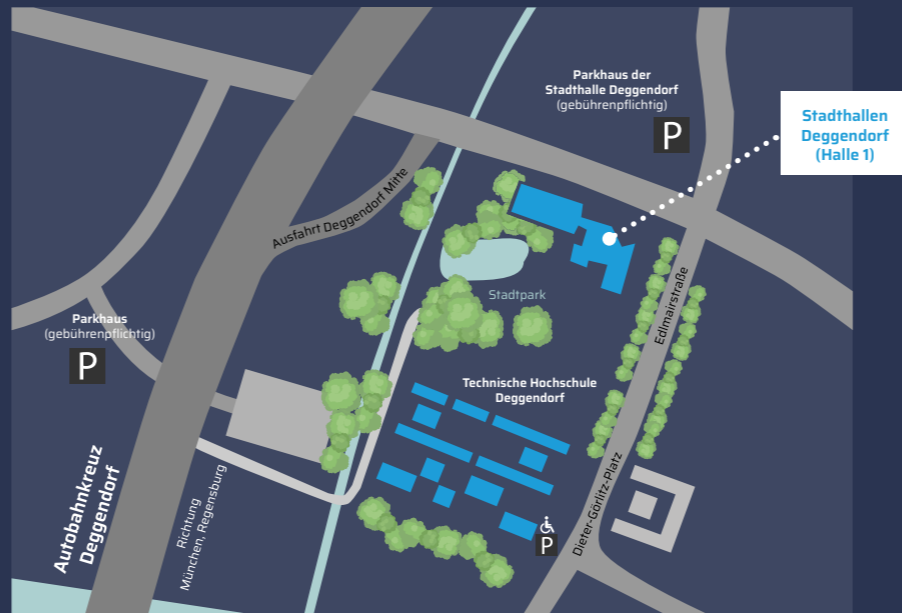 Parkhaus der
Stadthalle Deggendorf
(gebührenpflichtig)
P
Stadthallen
Deggendorf
(Halle 1)
Ausfahrt Deggendorf Mitte
Stadtpark
Edlmairstraße
Parkhaus
(gebührenpflichtig)
P
Technische Hochschule
Deggendorf
Autobahnkreuz
Deggendorf
Richtung
München, Regensburg
P
Dieter-Görlitz-Platz